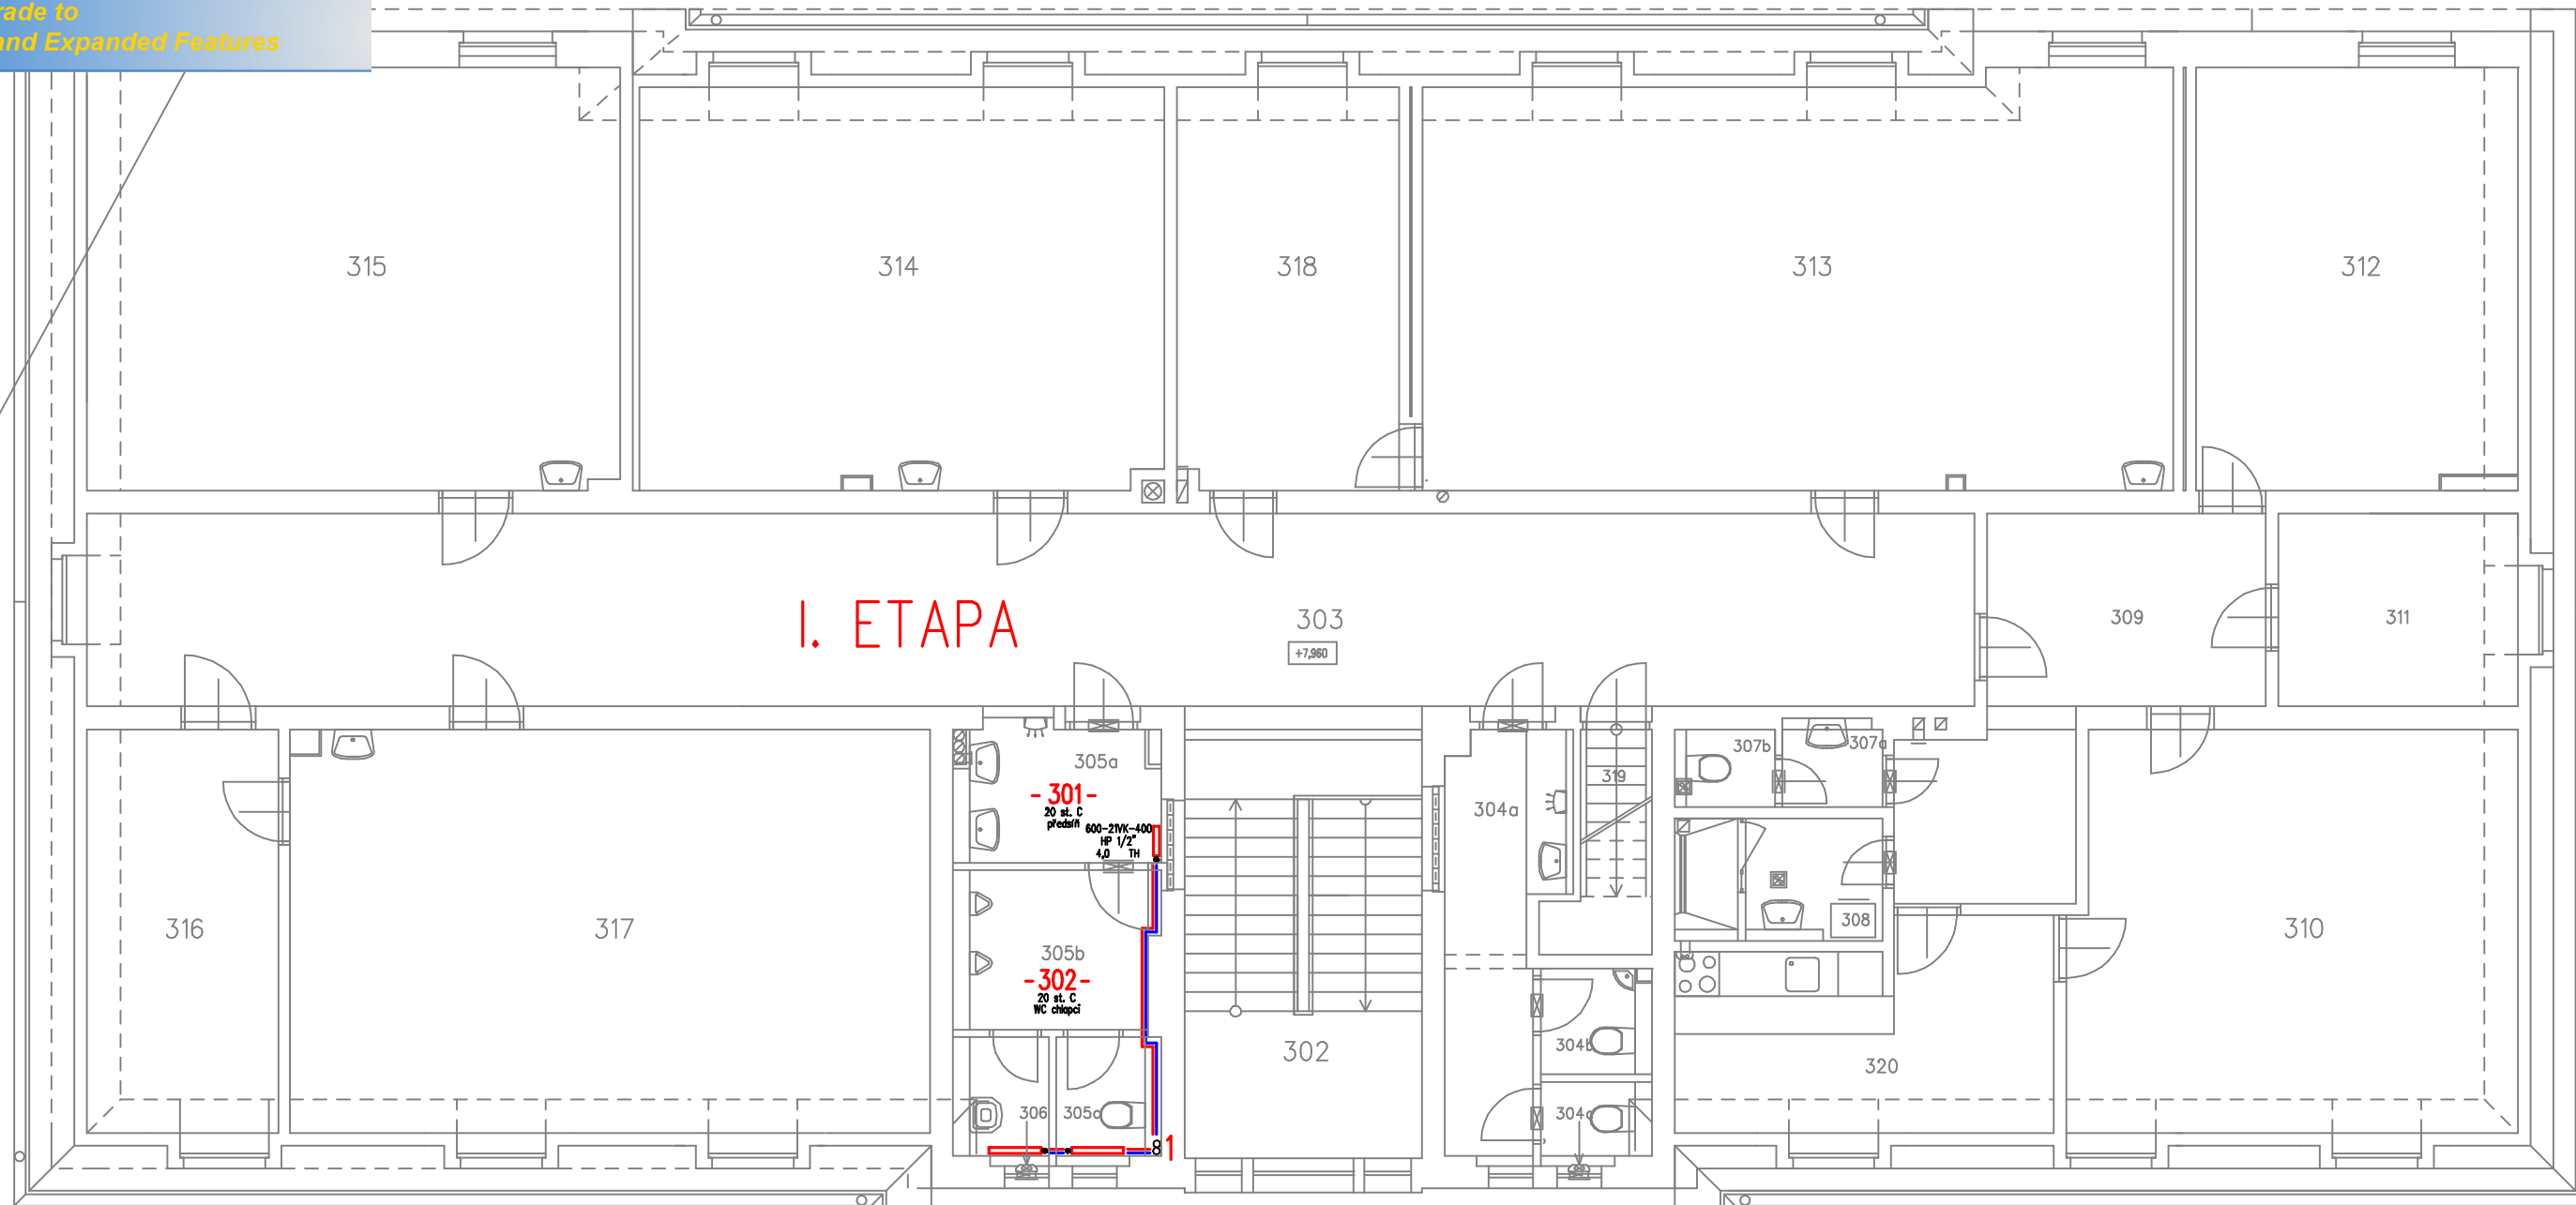 rade to
and Expanded Features
315
314
318
313
312
I. ETAPA
303
+7,960
309
311
305a
-301-
20 st. C
předsíň
600-21VK-400
HP 1/2"
4,0 TH
304a
319
307b
307a
308
316
317
305b
-302-
20 st. C
WC chlapci
302
310
304b
320
306
305c
304c
1